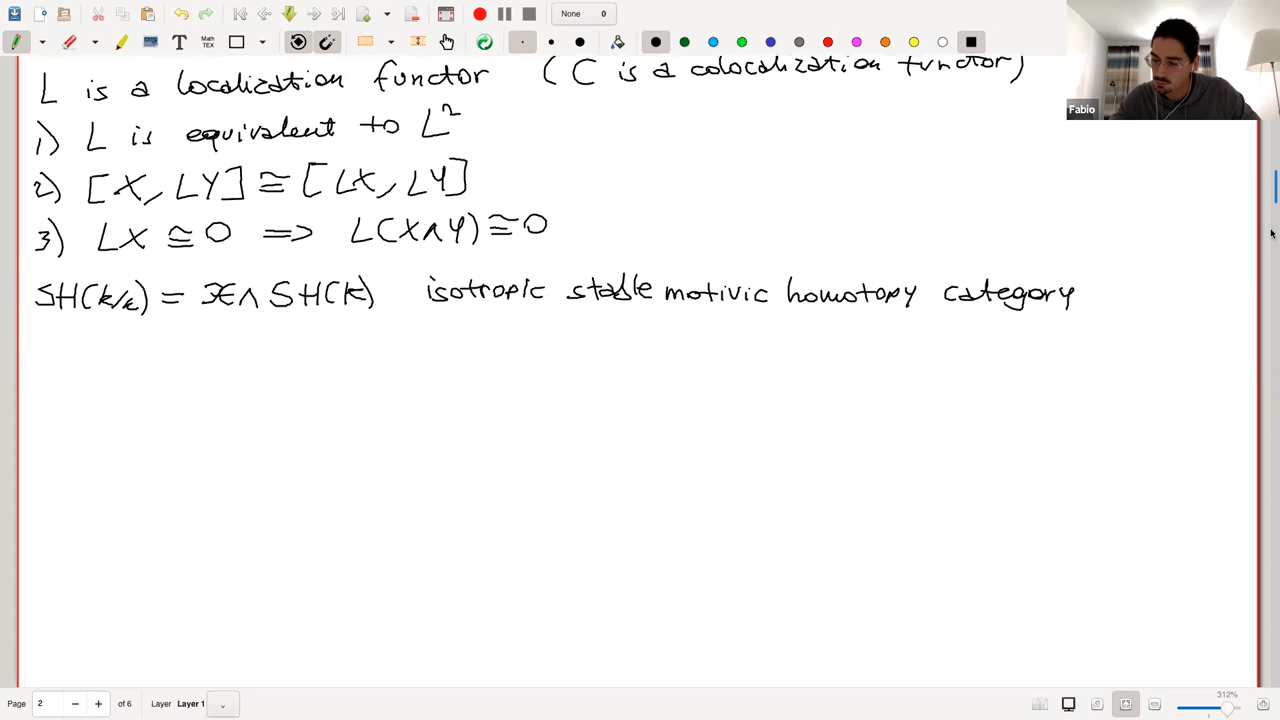 None 0
Fabio
L is a localization functor (C is a colocalization functor)
1) L is equivalent to L²
2) [X, LY] ≅ [LX, LY]
3) LX ≅ 0 ⟹ L(X∧Y) ≅ 0
SH(k/k) = 𝔛∧SH(k) isotropic stable motivic homotopy category
Page 2 of 6 Layer Layer 1
312%